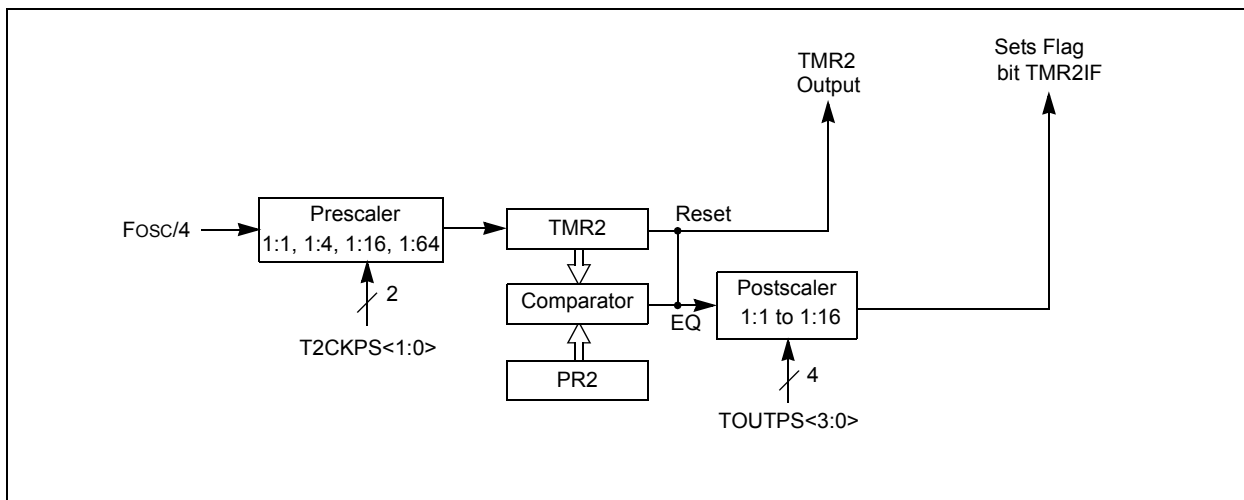 TMR2
Output
Sets Flag
bit TMR2IF
FOSC/4
Prescaler
1:1, 1:4, 1:16, 1:64
2
T2CKPS<1:0>
TMR2
Reset
Comparator
EQ
PR2
Postscaler
1:1 to 1:16
4
TOUTPS<3:0>